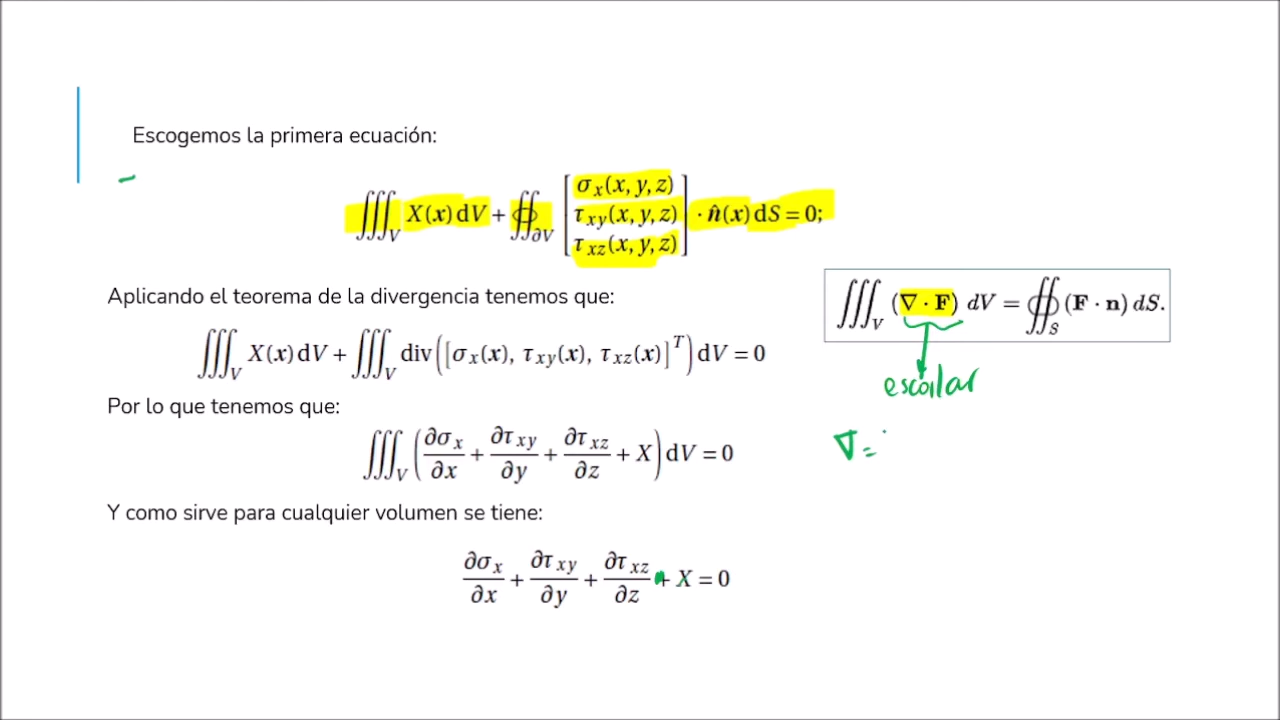 Escogemos la primera ecuación:
∭_V X(x) dV + ∯_∂V [σ_x(x, y, z) τ_xy(x, y, z) τ_xz(x, y, z)] · n̂(x) dS = 0;
Aplicando el teorema de la divergencia tenemos que:
∭_V (∇ · F) dV = ∯_S (F · n) dS.
∭_V X(x) dV + ∭_V div([σ_x(x), τ_xy(x), τ_xz(x)]^T) dV = 0
escalar
Por lo que tenemos que:
∭_V (∂σ_x/∂x + ∂τ_xy/∂y + ∂τ_xz/∂z + X) dV = 0
∇=
Y como sirve para cualquier volumen se tiene:
∂σ_x/∂x + ∂τ_xy/∂y + ∂τ_xz/∂z + X = 0